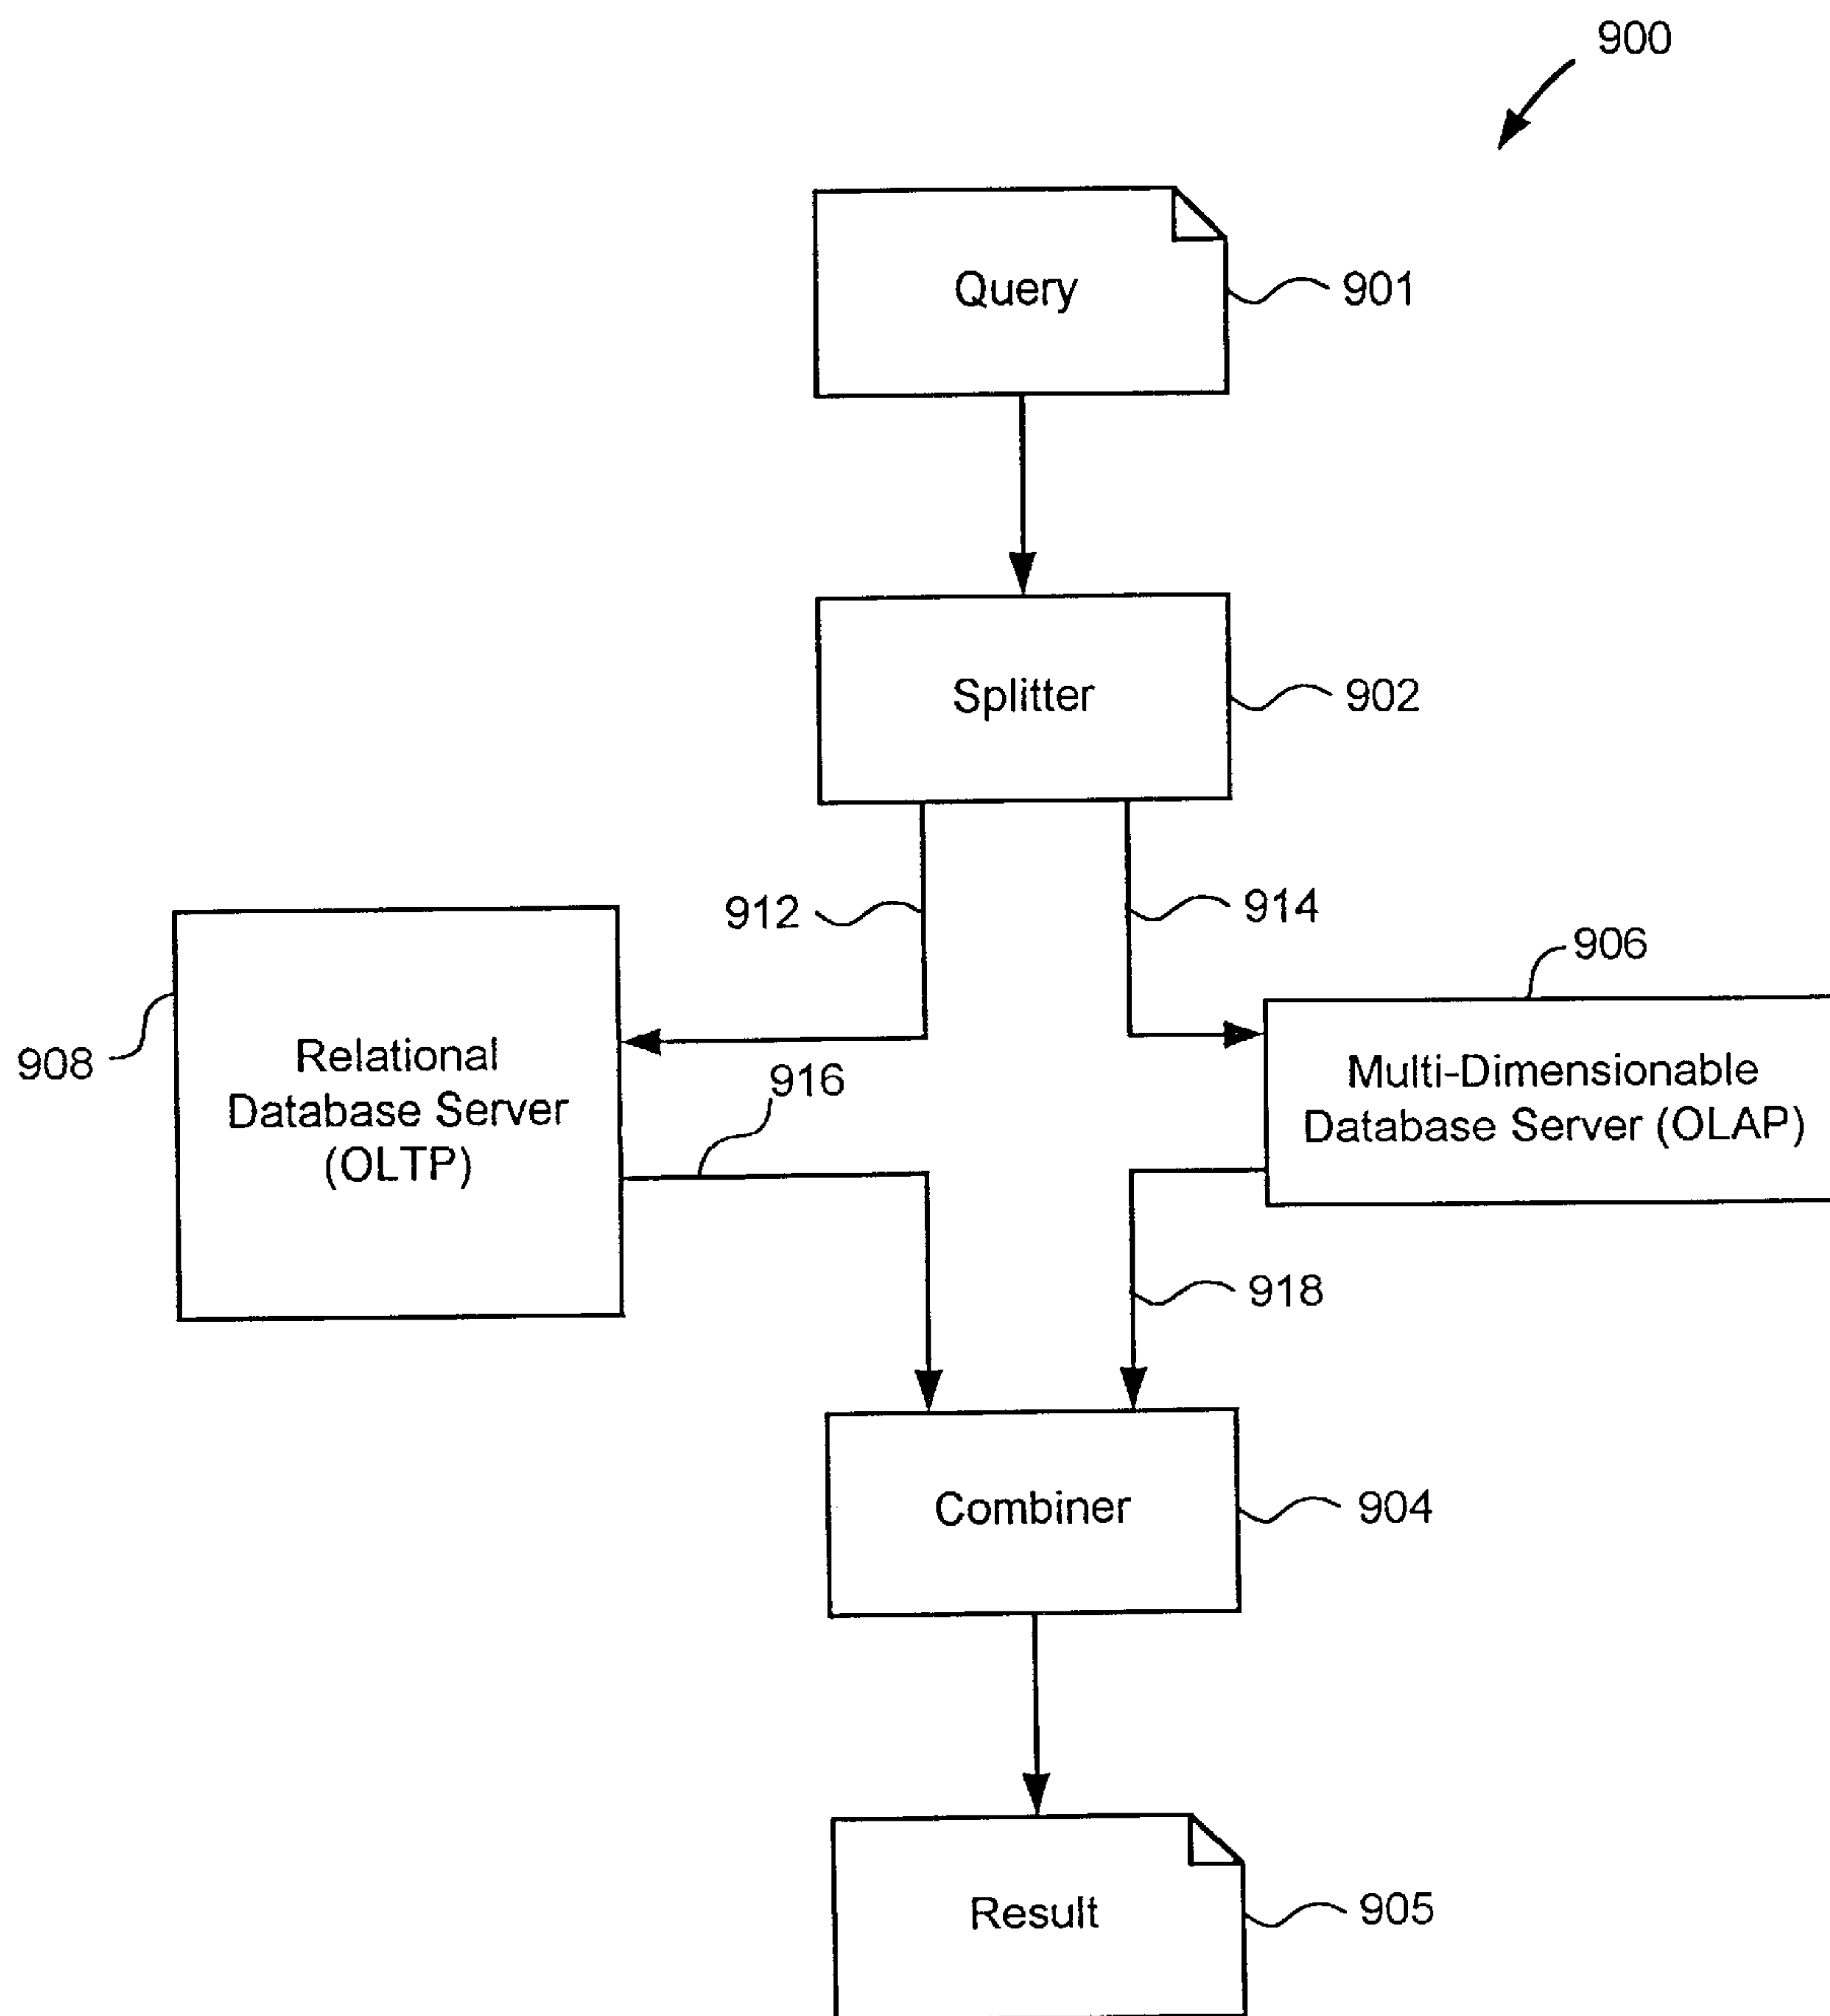 900
Query
901
Splitter
902
912
914
906
908
Relational
Database Server
(OLTP)
916
Multi-Dimensionable
Database Server (OLAP)
918
Combiner
904
Result
905